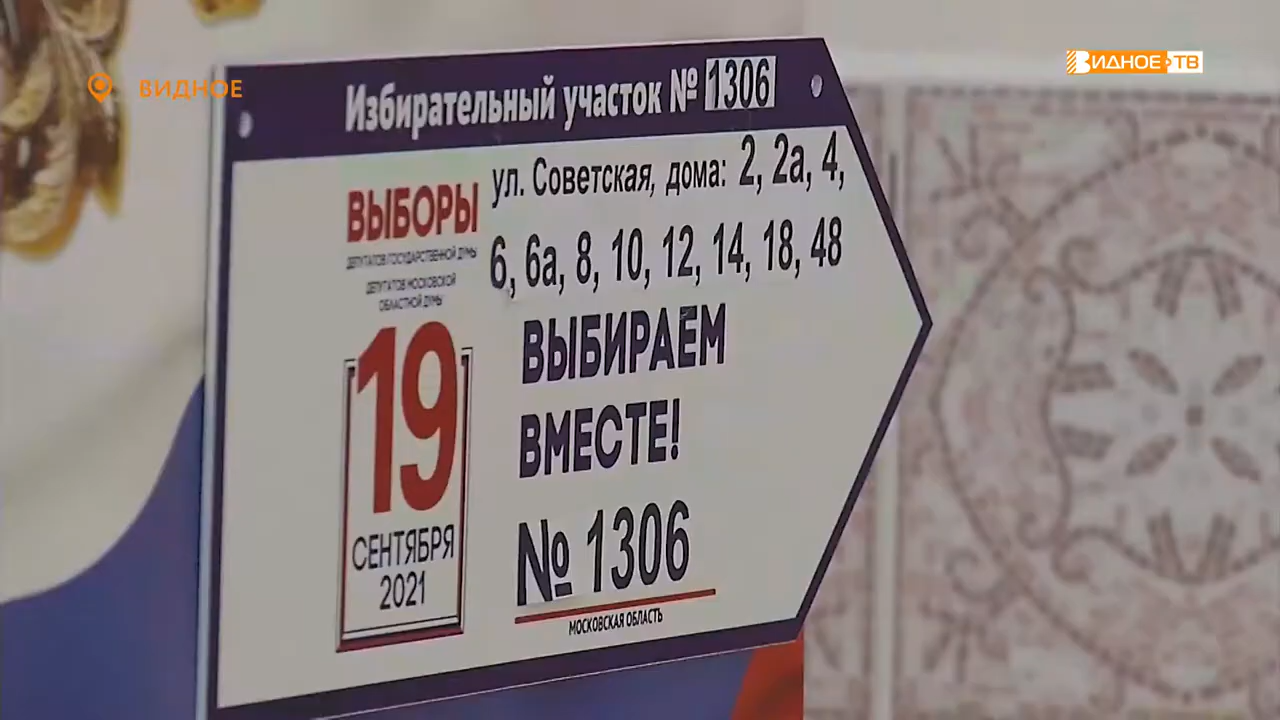 ВИДНОЕ
ВИДНОЕ ТВ
Избирательный участок № 1306
ул. Советская, дома: 2, 2а, 4,
6, 6а, 8, 10, 12, 14, 18, 48
ВЫБОРЫ
ДЕПУТАТОВ ГОСУДАРСТВЕННОЙ ДУМЫ
ДЕПУТАТОВ МОСКОВСКОЙ
ОБЛАСТНОЙ ДУМЫ
19
СЕНТЯБРЯ
2021
ВЫБИРАЕМ
ВМЕСТЕ!
№ 1306
МОСКОВСКАЯ ОБЛАСТЬ